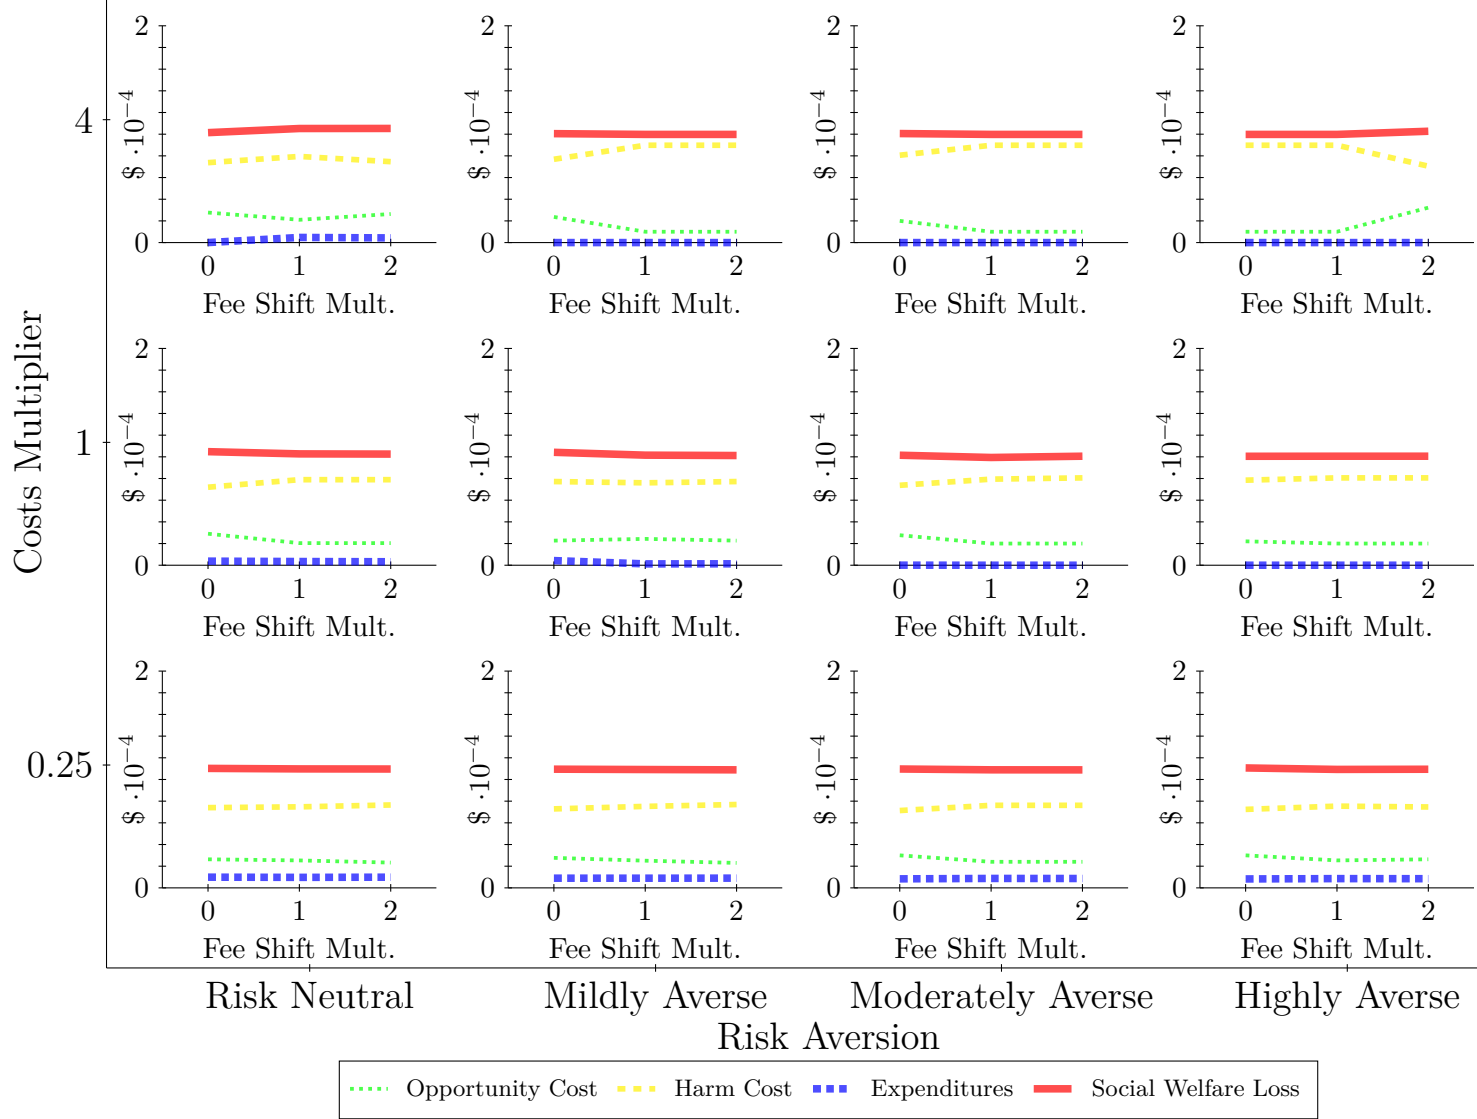 Costs Multiplier
4
2
$ ·10⁻⁴
0
0 1 2
Fee Shift Mult.
2
$ ·10⁻⁴
0
0 1 2
Fee Shift Mult.
2
$ ·10⁻⁴
0
0 1 2
Fee Shift Mult.
2
$ ·10⁻⁴
0
0 1 2
Fee Shift Mult.
1
2
$ ·10⁻⁴
0
0 1 2
Fee Shift Mult.
2
$ ·10⁻⁴
0
0 1 2
Fee Shift Mult.
2
$ ·10⁻⁴
0
0 1 2
Fee Shift Mult.
2
$ ·10⁻⁴
0
0 1 2
Fee Shift Mult.
0.25
2
$ ·10⁻⁴
0
0 1 2
Fee Shift Mult.
2
$ ·10⁻⁴
0
0 1 2
Fee Shift Mult.
2
$ ·10⁻⁴
0
0 1 2
Fee Shift Mult.
2
$ ·10⁻⁴
0
0 1 2
Fee Shift Mult.
Risk Neutral Mildly Averse Moderately Averse Highly Averse
Risk Aversion
Opportunity Cost Harm Cost Expenditures Social Welfare Loss